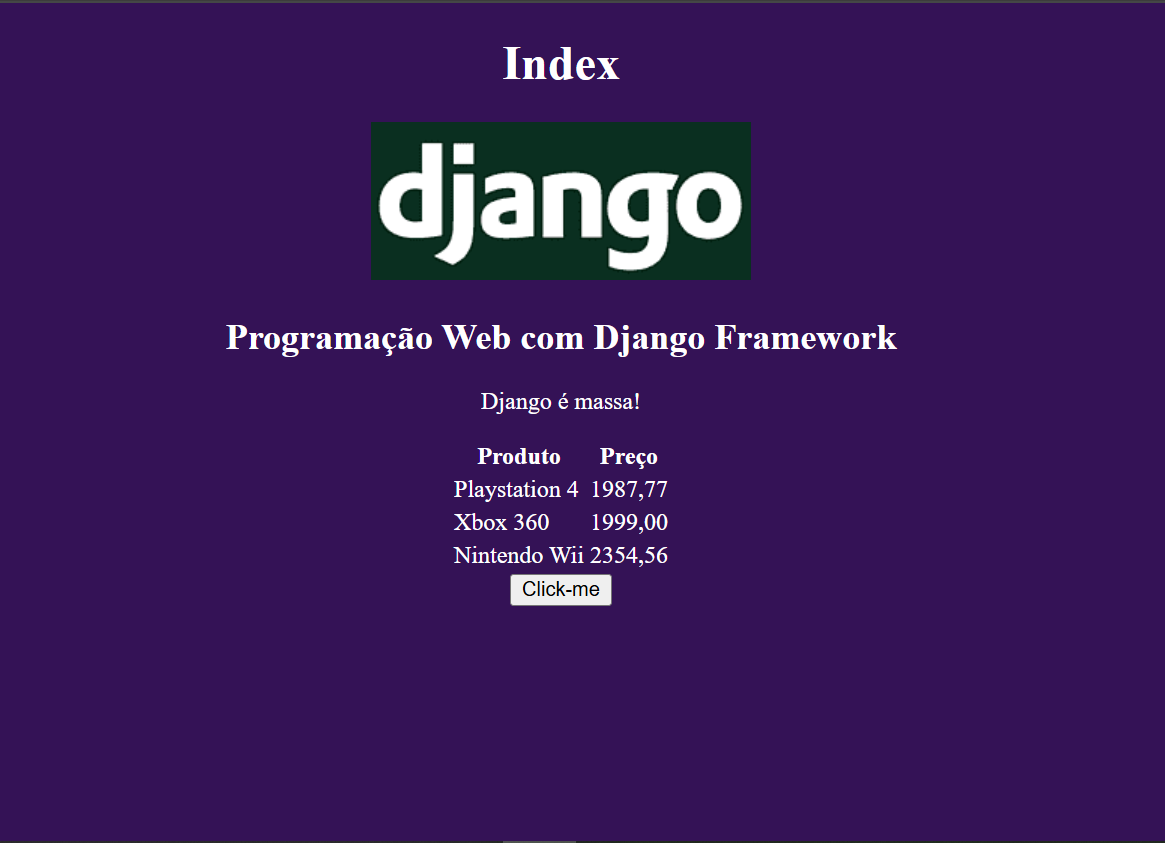 Index
django
Programação Web com Django Framework
Django é massa!
Produto Preço
Playstation 4 1987,77
Xbox 360 1999,00
Nintendo Wii 2354,56
Click-me